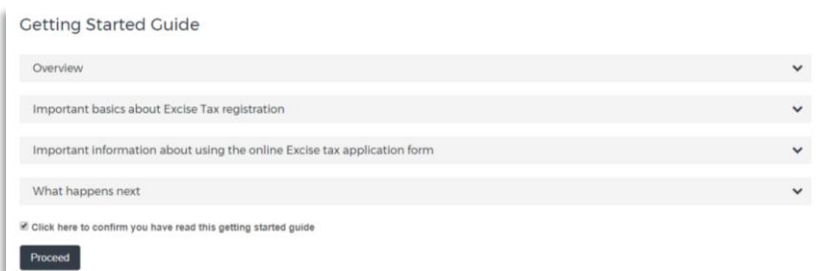 Getting Started Guide
Overview
Important basics about Excise Tax registration
Important information about using the online Excise tax application form
What happens next
Click here to confirm you have read this getting started guide
Proceed